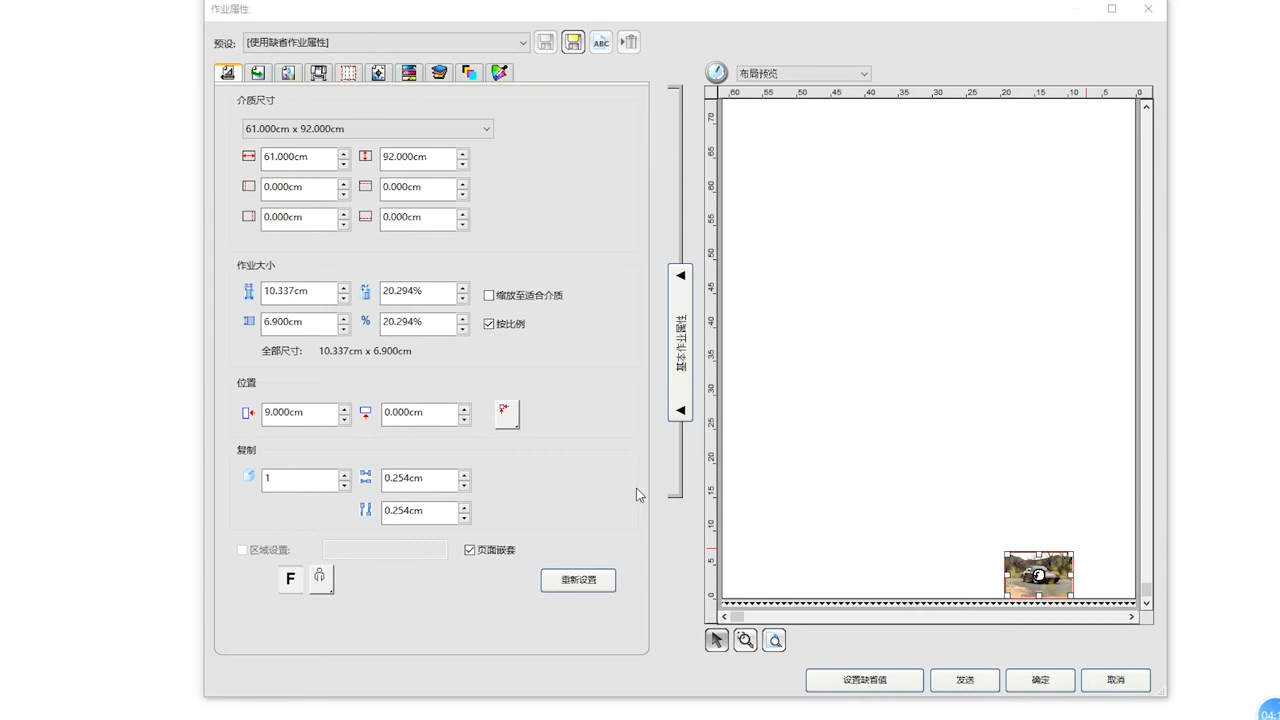 作业属性
预设: [使用缺省作业属性]
ABC
布局预览
介质尺寸
61.000cm x 92.000cm
61.000cm 92.000cm
0.000cm 0.000cm
0.000cm 0.000cm
作业大小
10.337cm 20.294% 缩放至适合介质
6.900cm % 20.294% 按比例
全部尺寸: 10.337cm x 6.900cm
位置
9.000cm 0.000cm
复制
1 0.254cm
0.254cm
区域设置: 页面嵌套
F
重新设置
基本作业属性
60 55 50 45 40 35 30 25 20 15 10 5 0
70
65
60
55
50
45
40
35
30
25
20
15
10
5
0
设置缺省值 发送 确定 取消